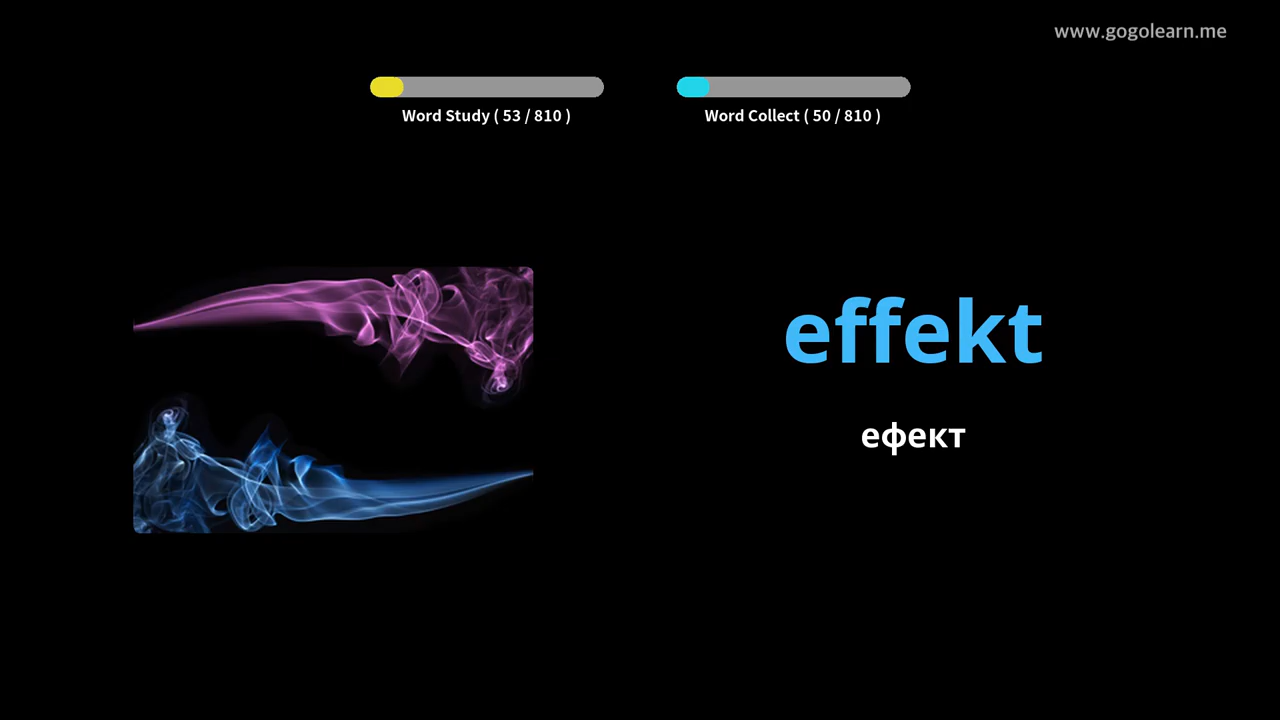 www.gogolearn.me
Word Study ( 53 / 810 )
Word Collect ( 50 / 810 )
effekt
ефект